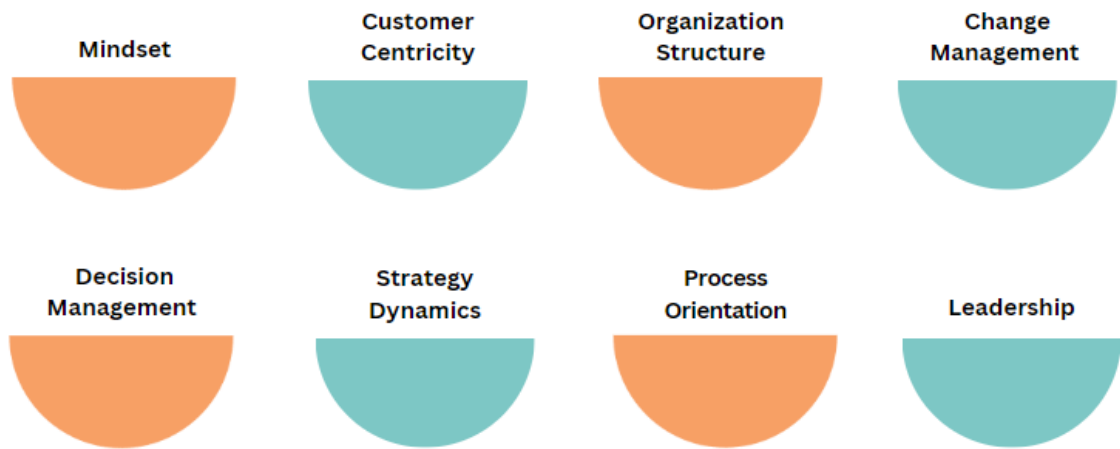 Mindset
Customer
Centricity
Organization
Structure
Change
Management
Decision
Management
Strategy
Dynamics
Process
Orientation
Leadership